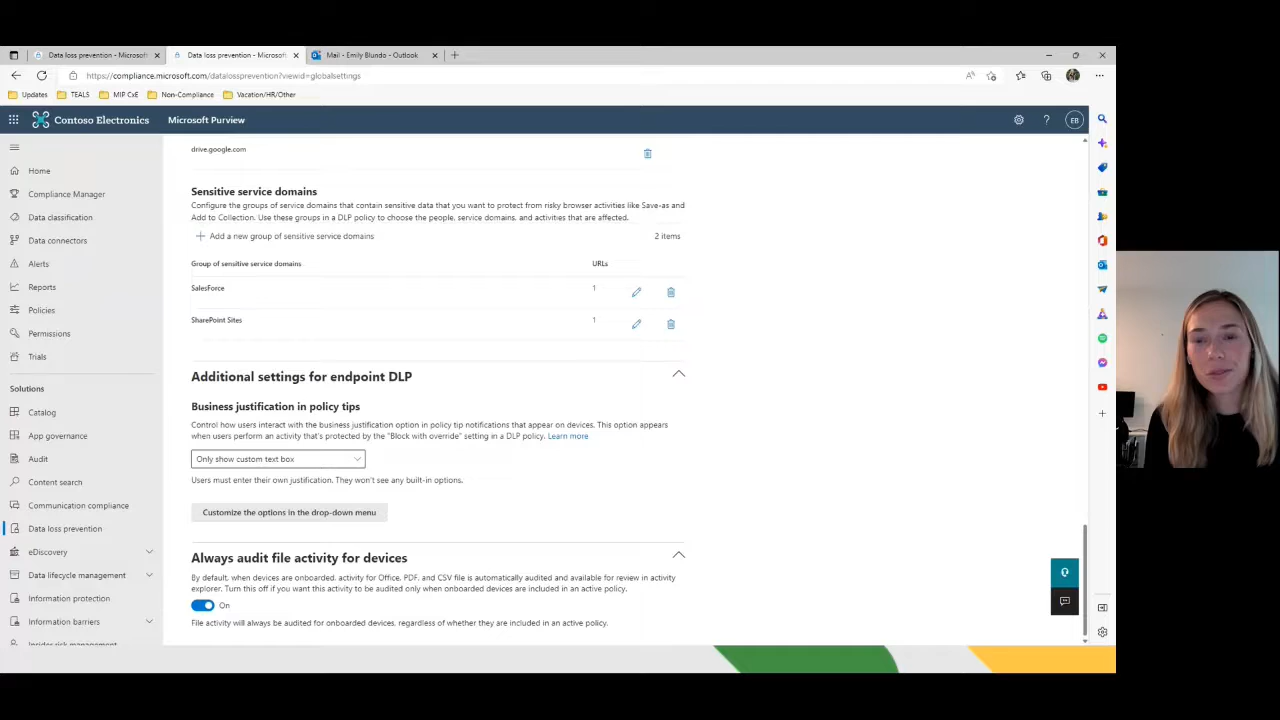 Data loss prevention - Microsoft
Data loss prevention - Microsoft
Mail - Emily Blundo - Outlook
https://compliance.microsoft.com/datalossprevention?viewid=globalsettings
Updates
TEALS
MIP CxE
Non-Compliance
Vacation/HR/Other
Contoso Electronics
Microsoft Purview
EB
Home
Compliance Manager
Data classification
Data connectors
Alerts
Reports
Policies
Permissions
Trials
Solutions
Catalog
App governance
Audit
Content search
Communication compliance
Data loss prevention
eDiscovery
Data lifecycle management
Information protection
Information barriers
Insider risk management
drive.google.com
Sensitive service domains
Configure the groups of service domains that contain sensitive data that you want to protect from risky browser activities like Save-as and
Add to Collection. Use these groups in a DLP policy to choose the people, service domains, and activities that are affected.
Add a new group of sensitive service domains
2 items
Group of sensitive service domains
URLs
SalesForce
1
SharePoint Sites
1
Additional settings for endpoint DLP
Business justification in policy tips
Control how users interact with the business justification option in policy tip notifications that appear on devices. This option appears
when users perform an activity that's protected by the "Block with override" setting in a DLP policy. Learn more
Only show custom text box
Users must enter their own justification. They won't see any built-in options.
Customize the options in the drop-down menu
Always audit file activity for devices
By default, when devices are onboarded, activity for Office, PDF, and CSV file is automatically audited and available for review in activity
explorer. Turn this off if you want this activity to be audited only when onboarded devices are included in an active policy.
On
File activity will always be audited for onboarded devices, regardless of whether they are included in an active policy.